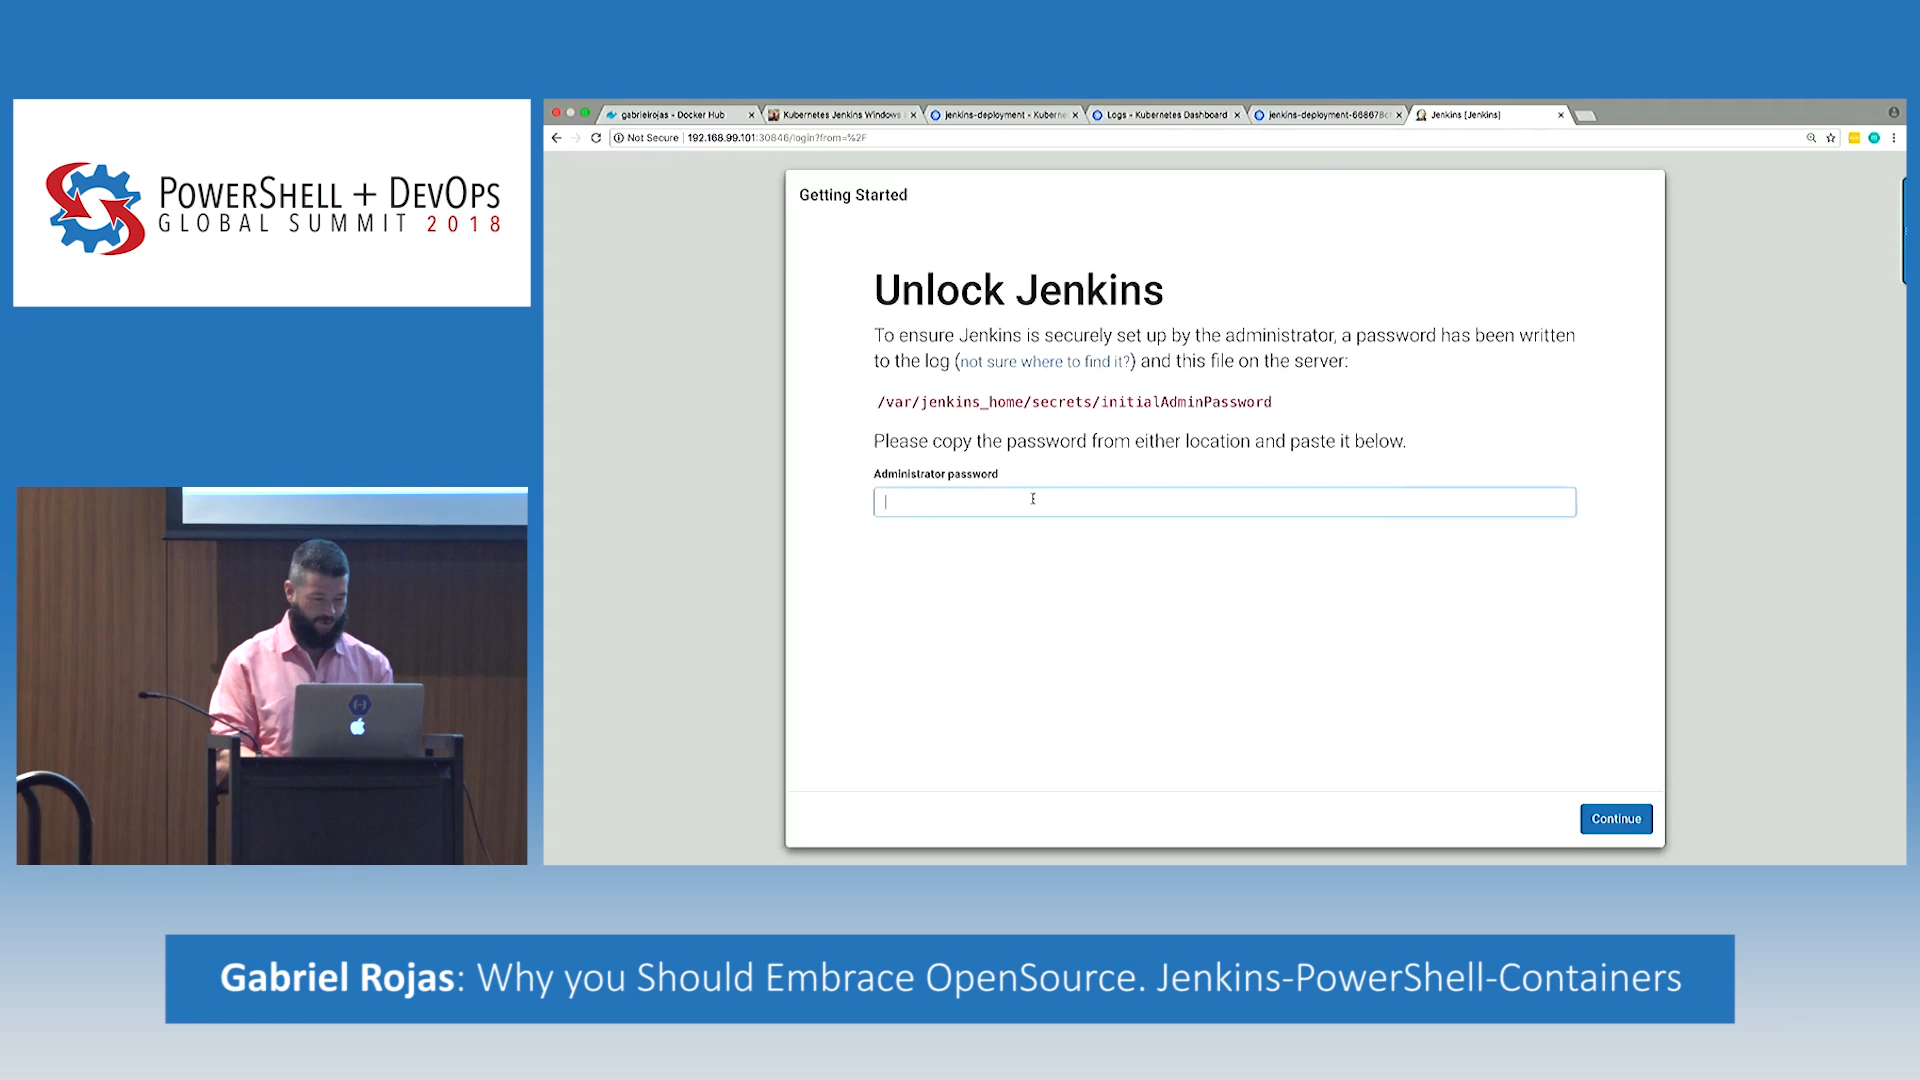 POWERSHELL + DEVOPS
GLOBAL SUMMIT 2018
gabrielrojas - Docker Hub
Kubernetes Jenkins Windows
jenkins-deployment - Kuberne
Logs - Kubernetes Dashboard
jenkins-deployment-668678c
Jenkins [Jenkins]
Not Secure | 192.168.99.101:30846/login?from=%2F
Getting Started
Unlock Jenkins
To ensure Jenkins is securely set up by the administrator, a password has been written
to the log (not sure where to find it?) and this file on the server:
/var/jenkins_home/secrets/initialAdminPassword
Please copy the password from either location and paste it below.
Administrator password
Continue
Gabriel Rojas: Why you Should Embrace OpenSource. Jenkins-PowerShell-Containers